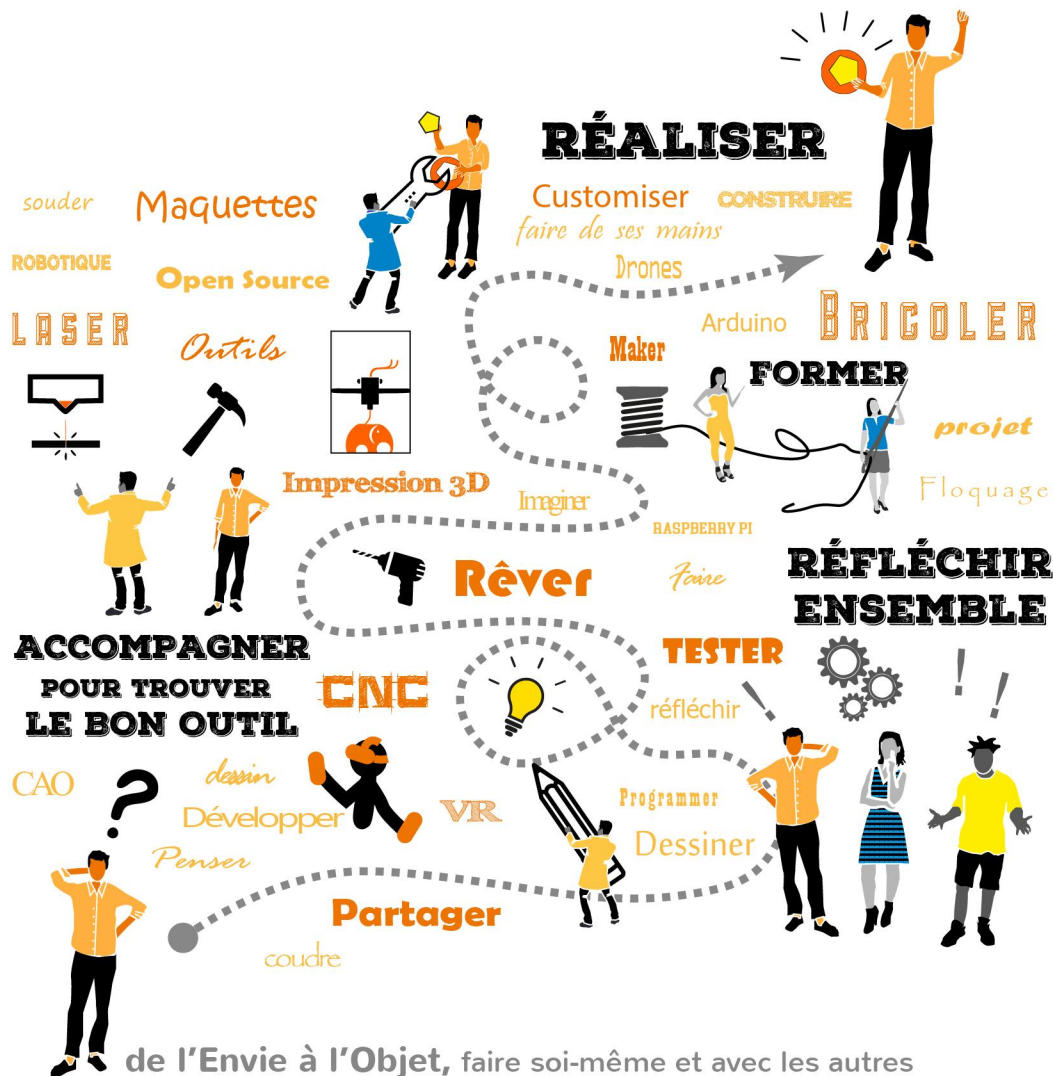 RÉALISER
souder
Maquettes
Customiser
CONSTRUIRE
faire de ses mains
ROBOTIQUE
Open Source
Drones
LASER
Outils
Arduino
BRICOLER
Maker
FORMER
projet
Impression 3D
Imaginer
Floquage
RASPBERRY PI
Rêver
Faire
RÉFLÉCHIR
ENSEMBLE
ACCOMPAGNER
POUR TROUVER
LE BON OUTIL
CNC
TESTER
réfléchir
CAO
dessin
Développer
VR
Programmer
Penser
Dessiner
Partager
coudre
de l'Envie à l'Objet, faire soi-même et avec les autres